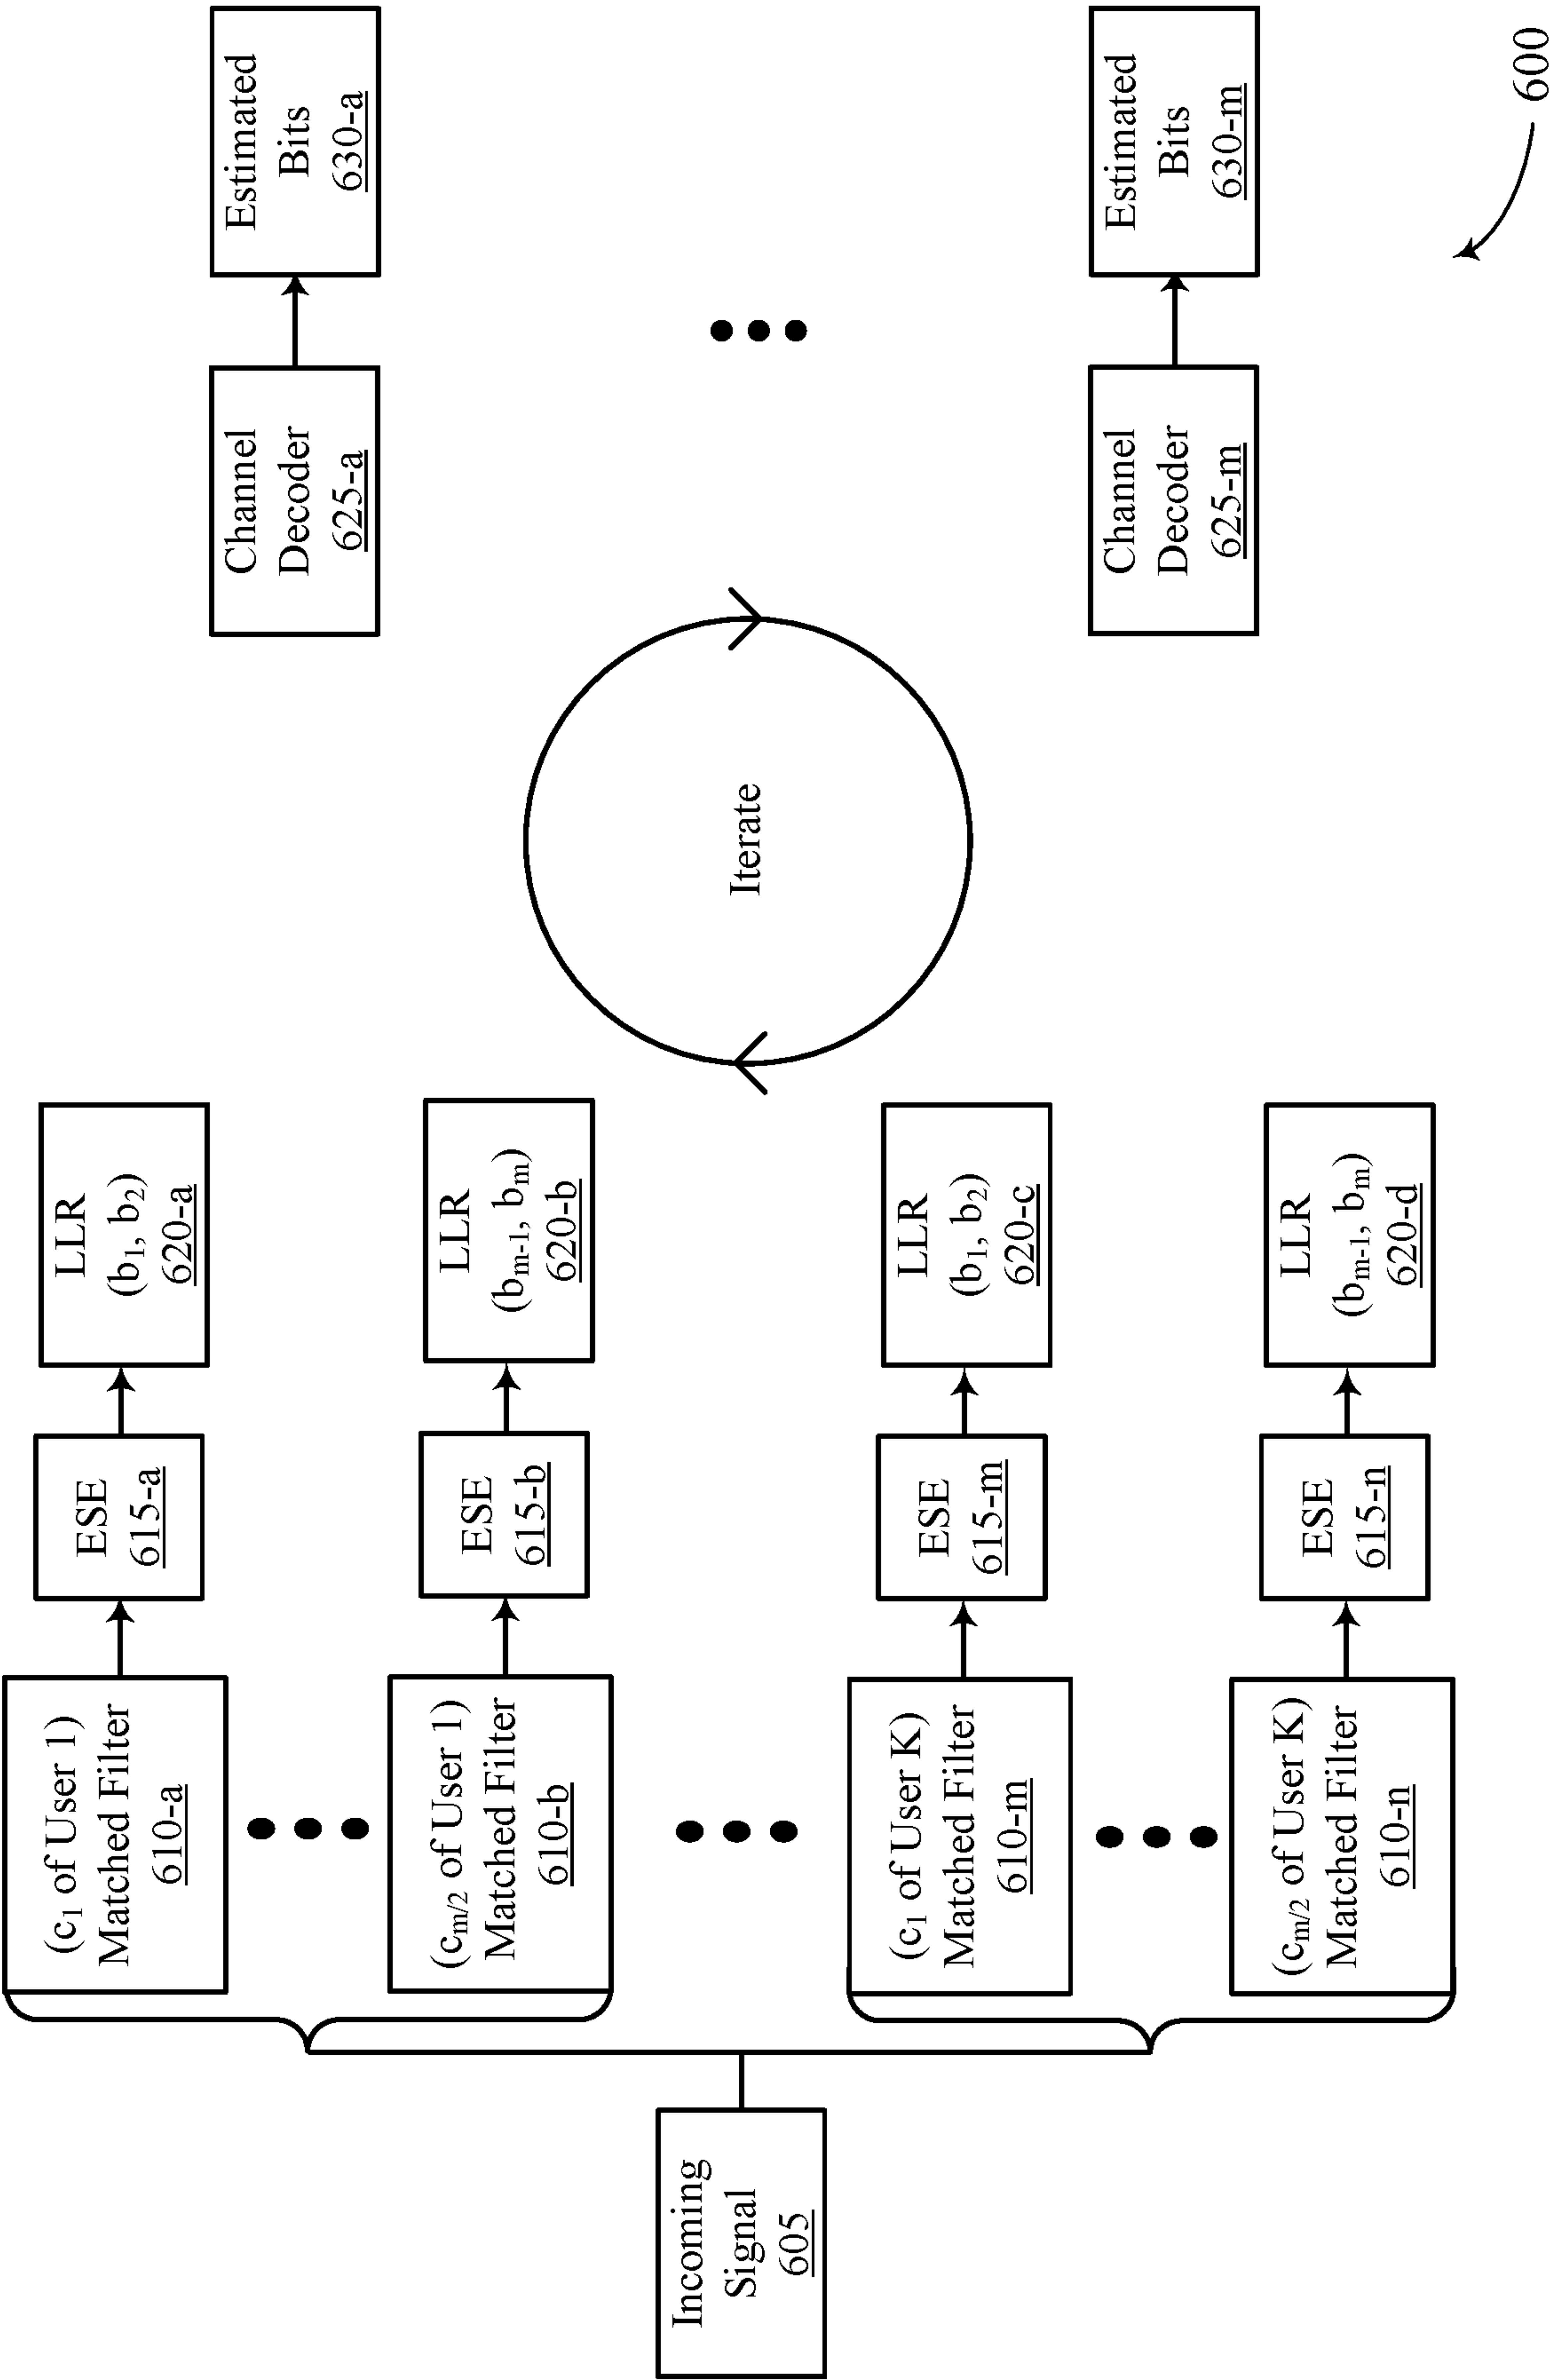 Incoming
Signal
605
(c1 of User 1)
Matched Filter
610-a
ESE
615-a
LLR
(b1, b2)
620-a
(cm/2 of User 1)
Matched Filter
610-b
ESE
615-b
LLR
(bm-1, bm)
620-b
(c1 of User K)
Matched Filter
610-m
ESE
615-m
LLR
(b1, b2)
620-c
(cm/2 of User K)
Matched Filter
610-n
ESE
615-n
LLR
(bm-1, bm)
620-d
Iterate
Channel
Decoder
625-a
Estimated
Bits
630-a
Channel
Decoder
625-m
Estimated
Bits
630-m
600